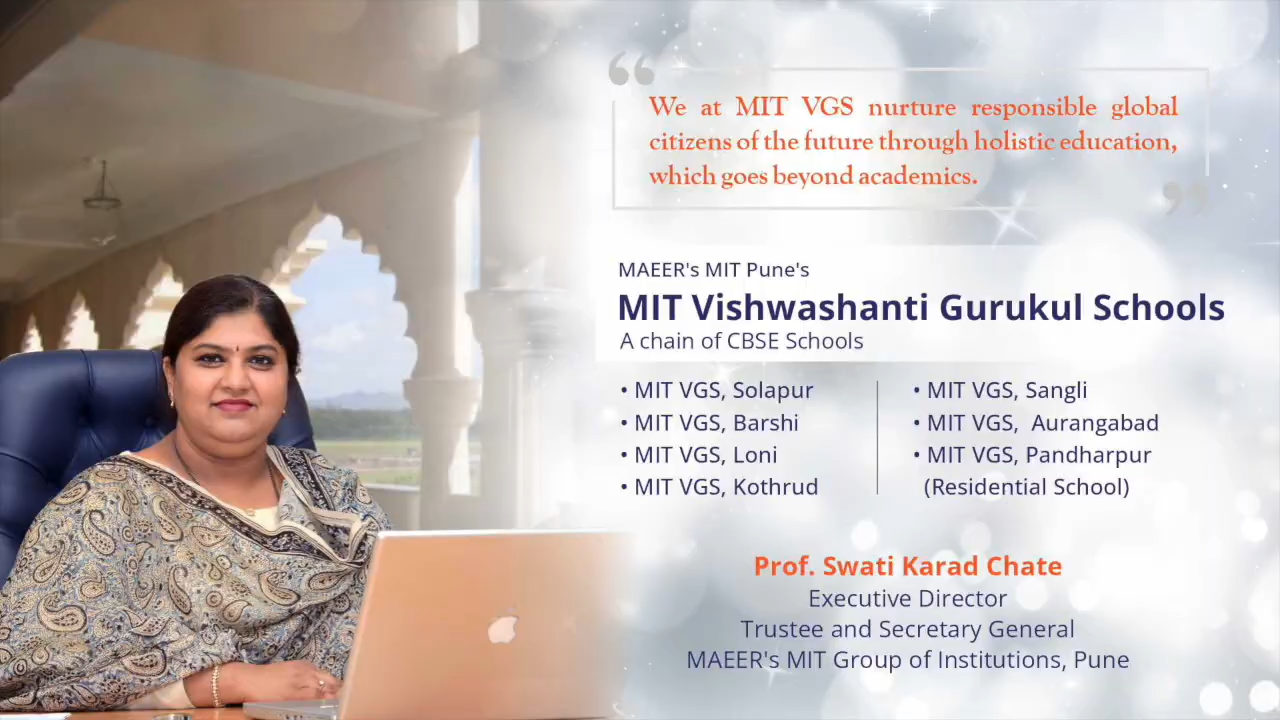 “
We at MIT VGS nurture responsible global
citizens of the future through holistic education,
which goes beyond academics.
”
MAEER's MIT Pune's
MIT Vishwashanti Gurukul Schools
A chain of CBSE Schools
• MIT VGS, Solapur
• MIT VGS, Barshi
• MIT VGS, Loni
• MIT VGS, Kothrud
• MIT VGS, Sangli
• MIT VGS, Aurangabad
• MIT VGS, Pandharpur
(Residential School)
Prof. Swati Karad Chate
Executive Director
Trustee and Secretary General
MAEER's MIT Group of Institutions, Pune